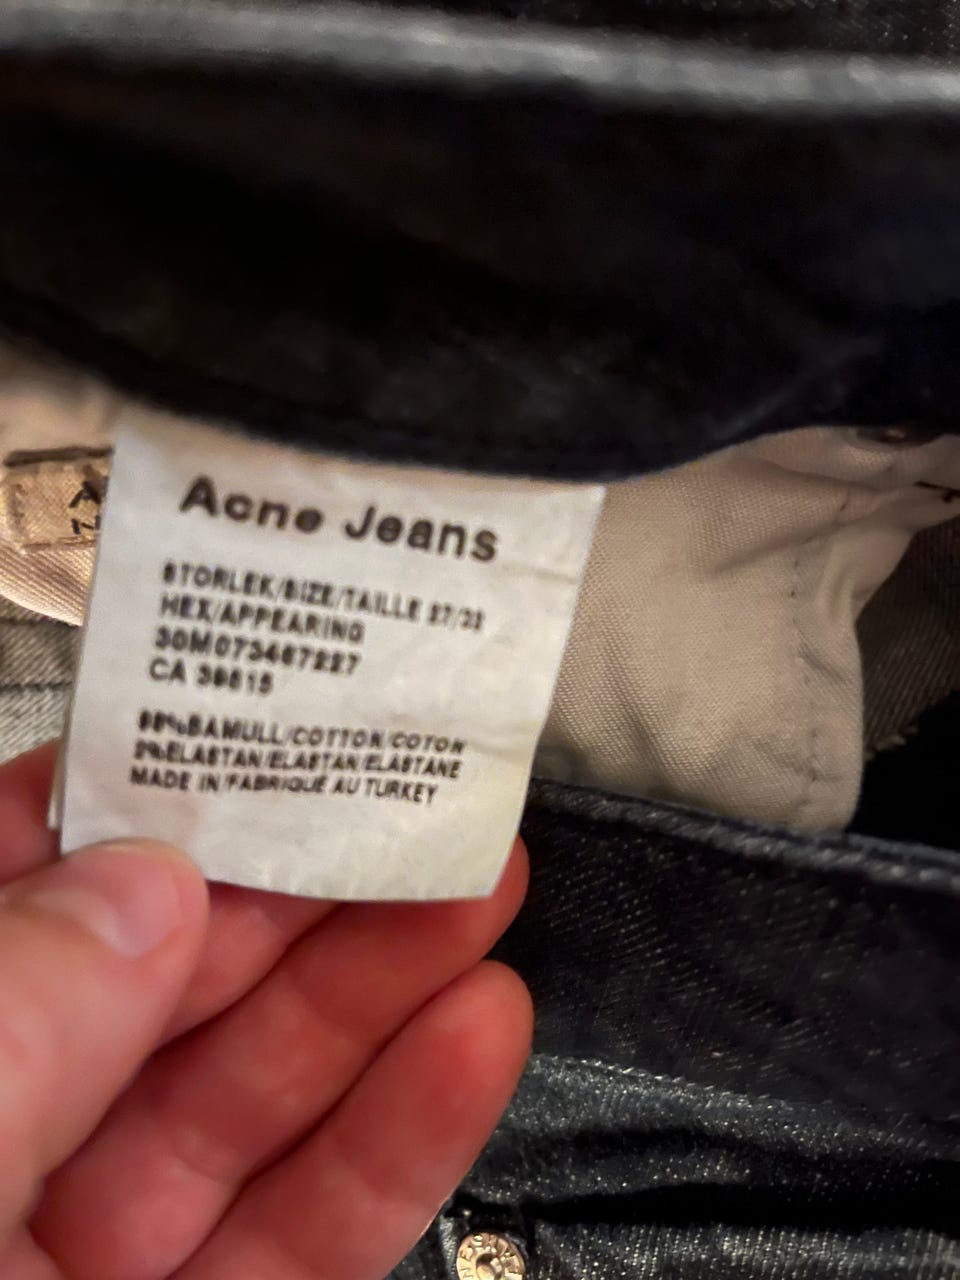 Acne Jeans
STORLEK/SIZE/TAILLE 27/32
HEX/APPEARING
30M073467227
CA 39815
98%BAMULL/COTTON/COTON
2%ELASTAN/ELASTAN/ELASTANE
MADE IN/FABRIQUÉ AU TURKEY